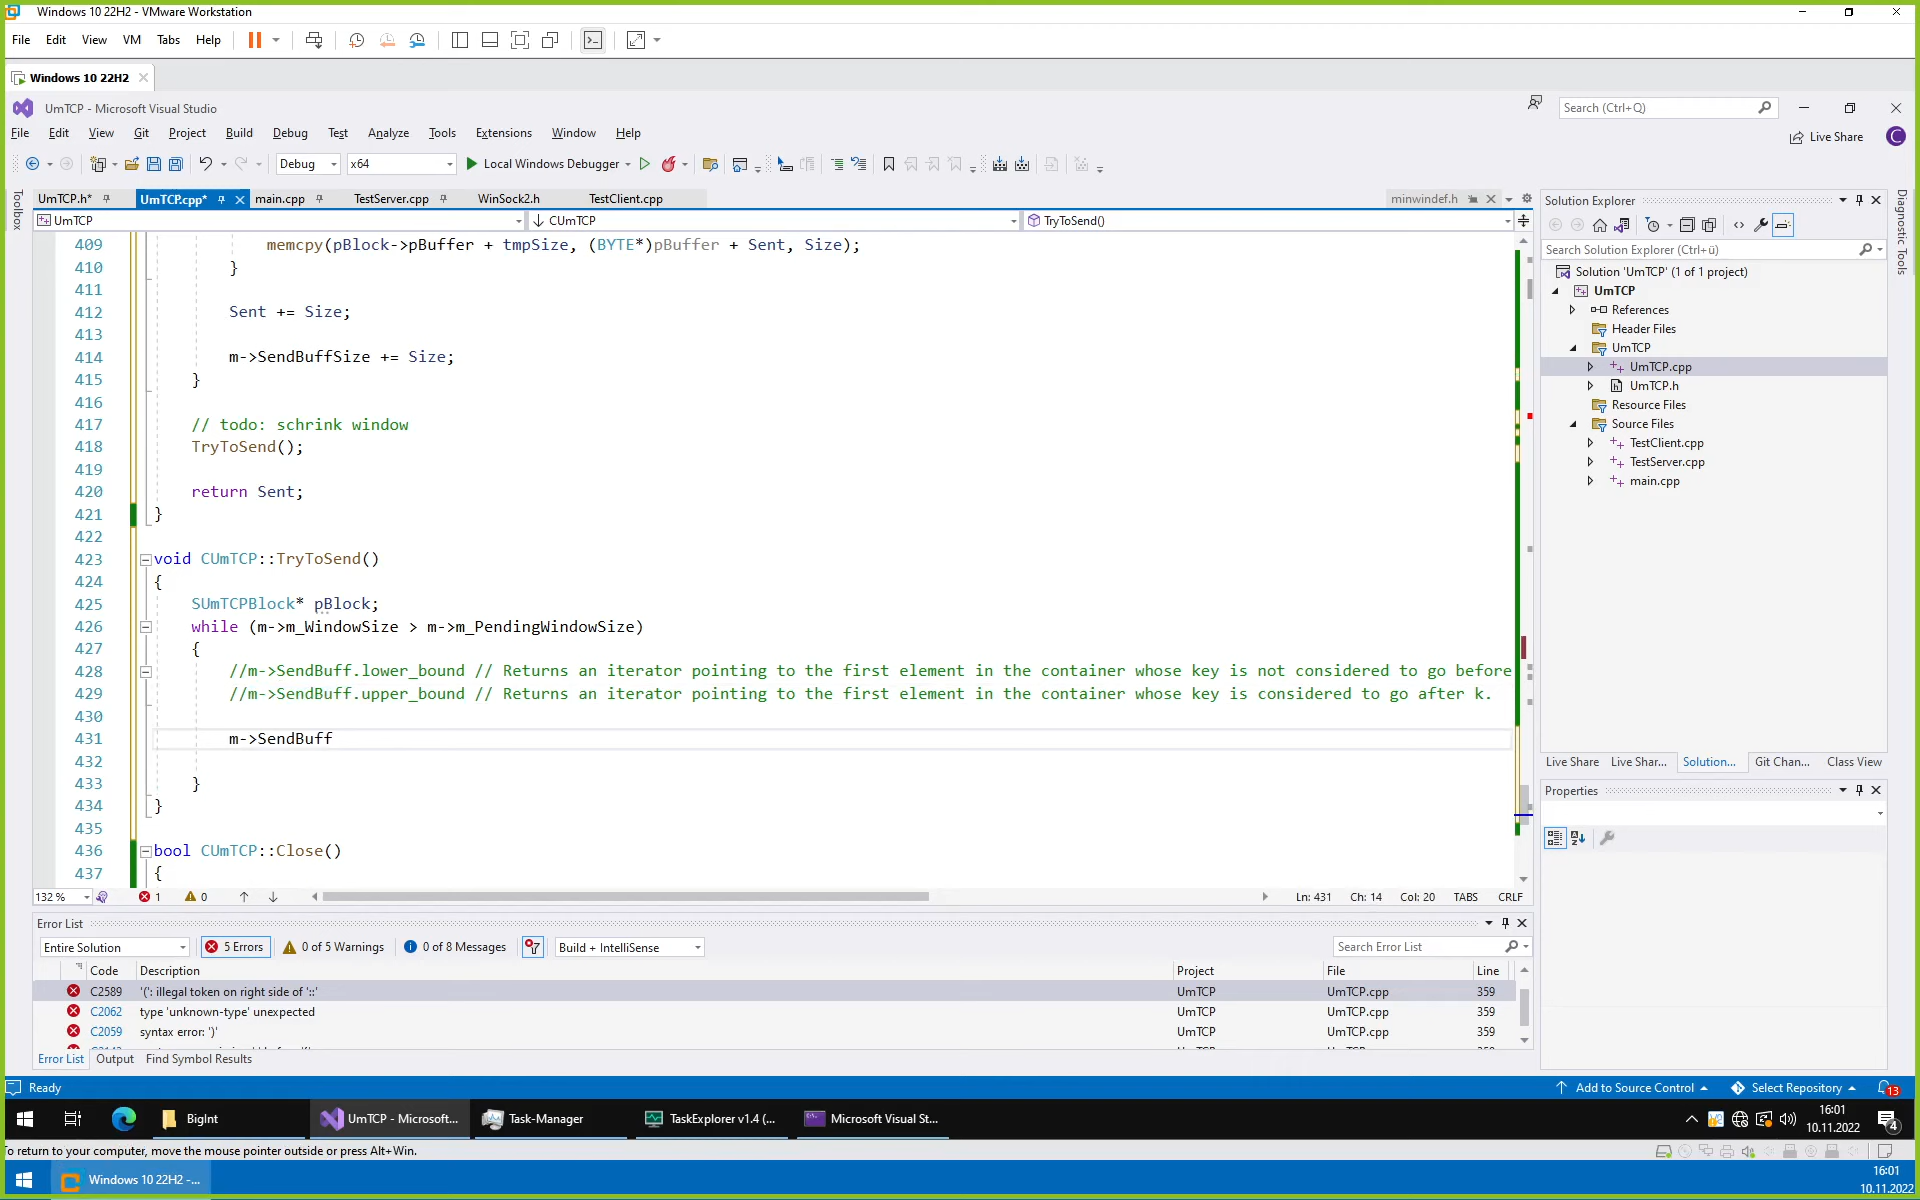 Windows 10 22H2 - VMware Workstation
File Edit View VM Tabs Help
Windows 10 22H2
UmTCP - Microsoft Visual Studio
Search (Ctrl+Q)
File Edit View Git Project Build Debug Test Analyze Tools Extensions Window Help
Live Share
C
Debug x64 Local Windows Debugger
Toolbox
UmTCP.h* UmTCP.cpp* main.cpp TestServer.cpp WinSock2.h TestClient.cpp minwindef.h
UmTCP CUmTCP TryToSend()
409 memcpy(pBlock->pBuffer + tmpSize, (BYTE*)pBuffer + Sent, Size);
410 }
411
412 Sent += Size;
413
414 m->SendBuffSize += Size;
415 }
416
417 // todo: schrink window
418 TryToSend();
419
420 return Sent;
421 }
422
423 void CUmTCP::TryToSend()
424 {
425 SUmTCPBlock* pBlock;
426 while (m->m_WindowSize > m->m_PendingWindowSize)
427 {
428 //m->SendBuff.lower_bound // Returns an iterator pointing to the first element in the container whose key is not considered to go before
429 //m->SendBuff.upper_bound // Returns an iterator pointing to the first element in the container whose key is considered to go after k.
430
431 m->SendBuff
432
433 }
434 }
435
436 bool CUmTCP::Close()
437 {
132 % 1 0 Ln: 431 Ch: 14 Col: 20 TABS CRLF
Error List
Entire Solution 5 Errors 0 of 5 Warnings 0 of 8 Messages Build + IntelliSense Search Error List
Code Description Project File Line
C2589 '(': illegal token on right side of '::' UmTCP UmTCP.cpp 359
C2062 type 'unknown-type' unexpected UmTCP UmTCP.cpp 359
C2059 syntax error: ')' UmTCP UmTCP.cpp 359
Error List Output Find Symbol Results
Solution Explorer
Search Solution Explorer (Ctrl+ü)
Solution 'UmTCP' (1 of 1 project)
UmTCP
References
Header Files
UmTCP
UmTCP.cpp
UmTCP.h
Resource Files
Source Files
TestClient.cpp
TestServer.cpp
main.cpp
Live Share Live Shar... Solution... Git Chan... Class View
Properties
Diagnostic Tools
Ready Add to Source Control Select Repository 13
BigInt UmTCP - Microsoft... Task-Manager TaskExplorer v1.4 (... Microsoft Visual St...
16:01
10.11.2022
4
To return to your computer, move the mouse pointer outside or press Alt+Win.
Windows 10 22H2 -...
16:01
10.11.2022